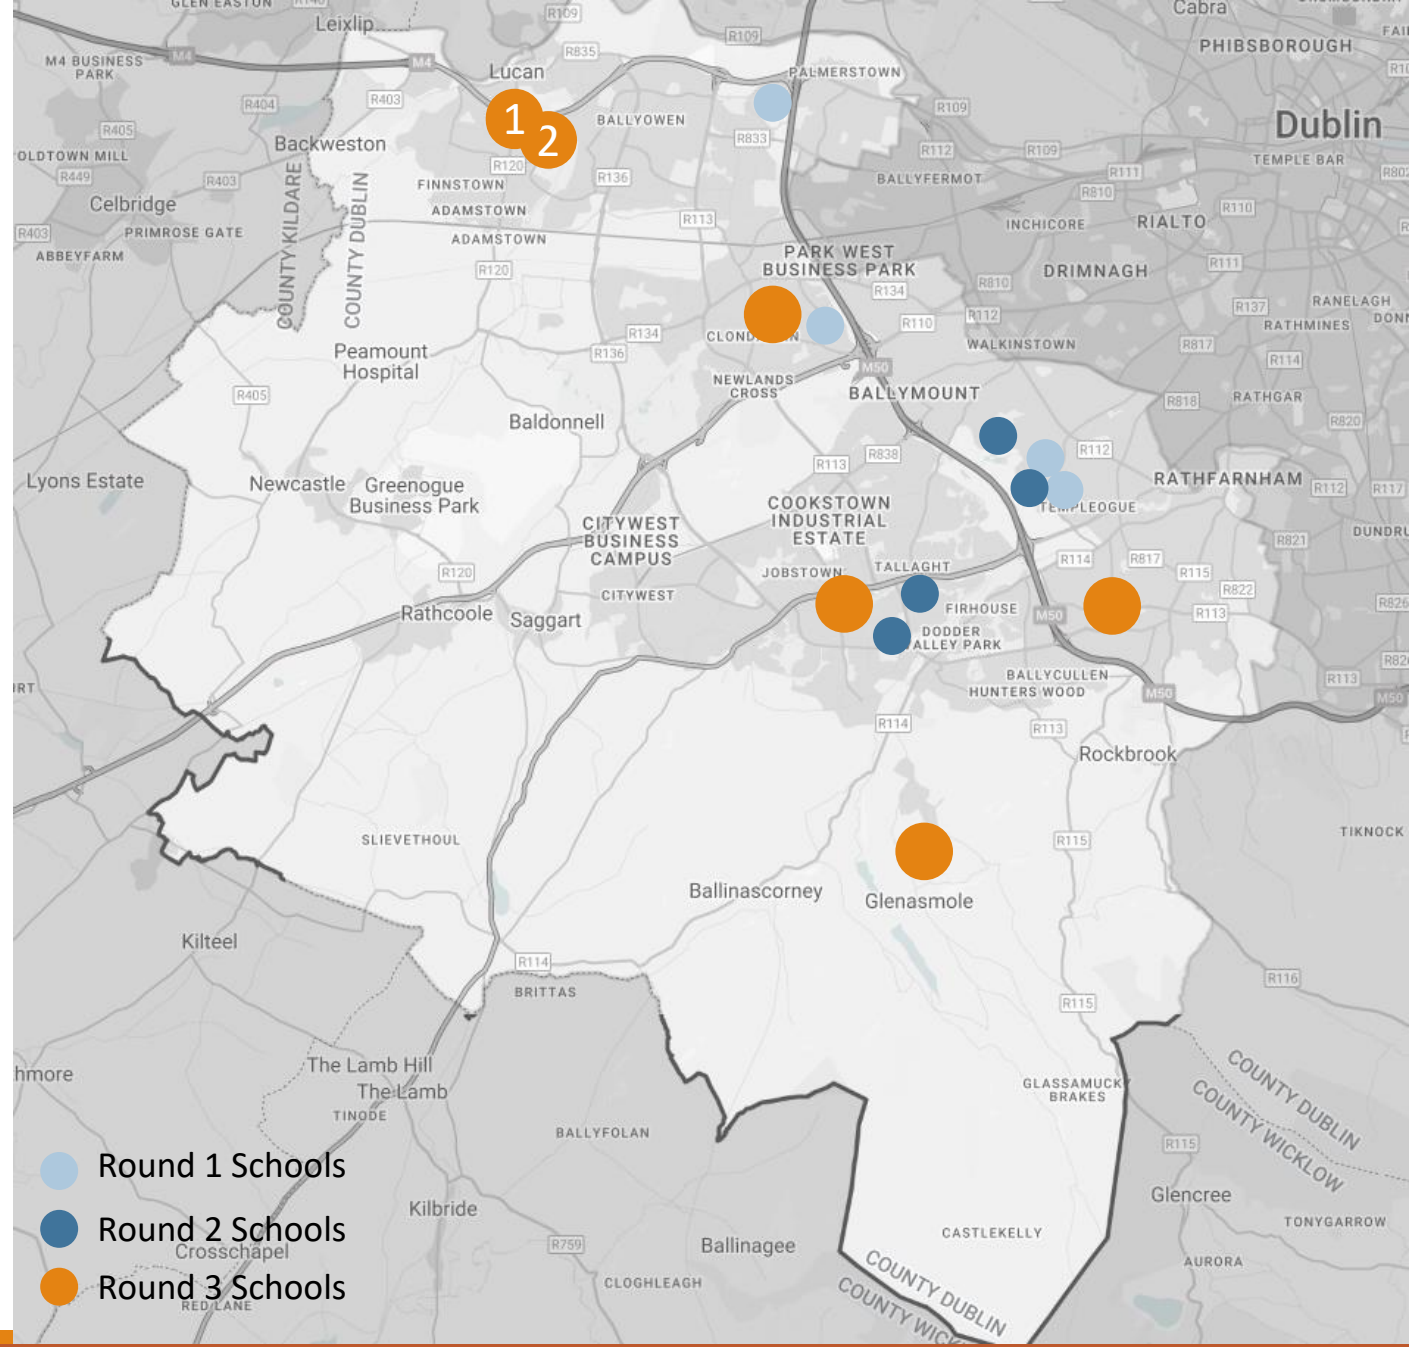 GLEN EASTON
Leixlip
R109
Cabra
R109
PHIBSBOROUGH
M4 BUSINESS
PARK
M4
M4
R835
Lucan
PALMERSTOWN
R403
R404
R405
1
2
BALLYOWEN
R833
R109
Dublin
TEMPLE BAR
OLDTOWN MILL
Backweston
R449
R403
R120
R136
R112
R109
R111
R810
BALLYFERMOT
FINNSTOWN
Celbridge
ADAMSTOWN
R113
INCHICORE
RIALTO
R110
R403
PRIMROSE GATE
ABBEYFARM
COUNTY KILDARE
COUNTY DUBLIN
ADAMSTOWN
R120
PARK WEST
BUSINESS PARK
R134
R810
DRIMNAGH
R111
R137
RANELAGH
RATHMINES
R134
R136
R110
R112
WALKINSTOWN
R817
R114
Peamount
Hospital
NEWLANDS
CROSS
M50
BALLYMOUNT
R405
R818
RATHGAR
R820
Baldonnell
R113
R838
R112
Lyons Estate
Newcastle
Greenogue
Business Park
RATHFARNHAM
R112
R117
COOKSTOWN
INDUSTRIAL
ESTATE
CITYWEST
BUSINESS
CAMPUS
R821
R120
JOBSTOWN
TALLAGHT
R114
R817
R115
R822
R113
R826
CITYWEST
FIRHOUSE
M50
Rathcoole
Saggart
DODDER
VALLEY PARK
BALLYCULLEN
HUNTERS WOOD
M50
R113
M50
R114
R113
Rockbrook
SLIEVETHOUL
R115
TIKNOCK
Ballinascorney
Glenasmole
Kilteel
R114
BRITTAS
R115
R116
The Lamb Hill
The Lamb
TINODE
GLASSAMUCKY
BRAKES
COUNTY DUBLIN
COUNTY WICKLOW
BALLYFOLAN
R115
Round 1 Schools
Glencree
Kilbride
Round 2 Schools
Crosschapel
R759
Ballinagee
CASTLEKELLY
TONYGARROW
AURORA
Round 3 Schools
RED LANE
CLOGHLEAGH
COUNTY DUBLIN